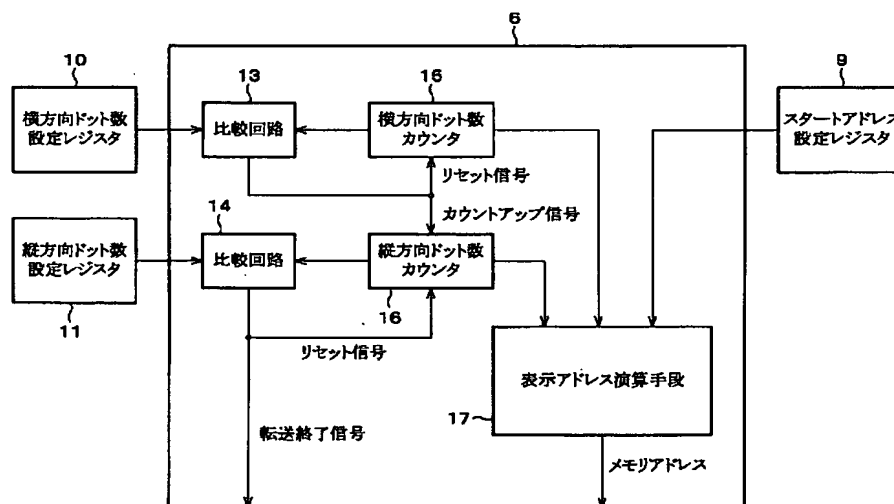 6
10
13
16
9
横方向ドット数
設定レジスタ
比較回路
横方向ドット数
カウンタ
スタートアドレス
設定レジスタ
リセット信号
カウントアップ信号
14
縦方向ドット数
設定レジスタ
比較回路
縦方向ドット数
カウンタ
11
16
リセット信号
表示アドレス演算手段
17
転送終了信号
メモリアドレス